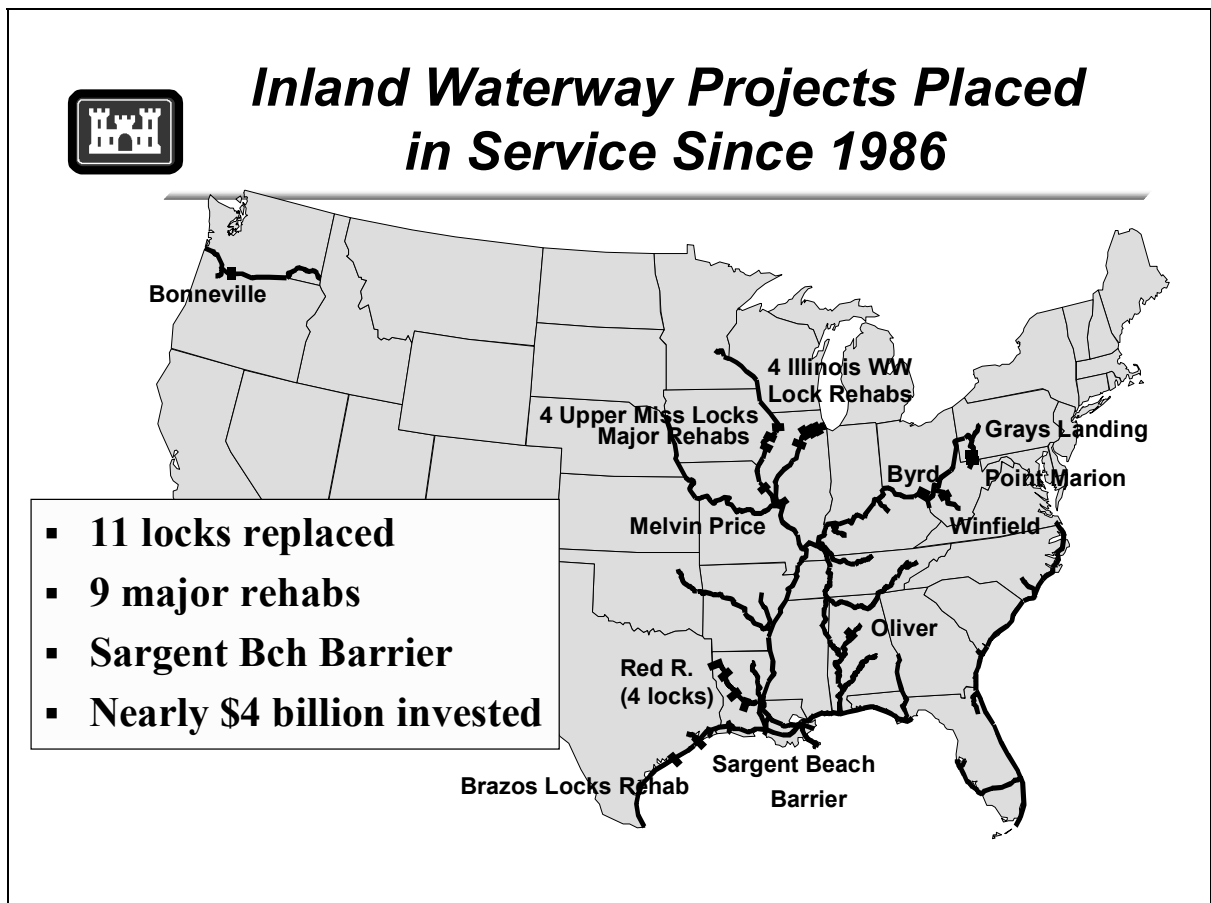 Inland Waterway Projects Placed
in Service Since 1986
Bonneville
4 Illinois WW
Lock Rehabs
4 Upper Miss Locks
Major Rehabs
Grays Landing
Byrd
Point Marion
Melvin Price
Winfield
▪ 11 locks replaced
▪ 9 major rehabs
▪ Sargent Bch Barrier
▪ Nearly $4 billion invested
Oliver
Red R.
(4 locks)
Sargent Beach
Barrier
Brazos Locks Rehab